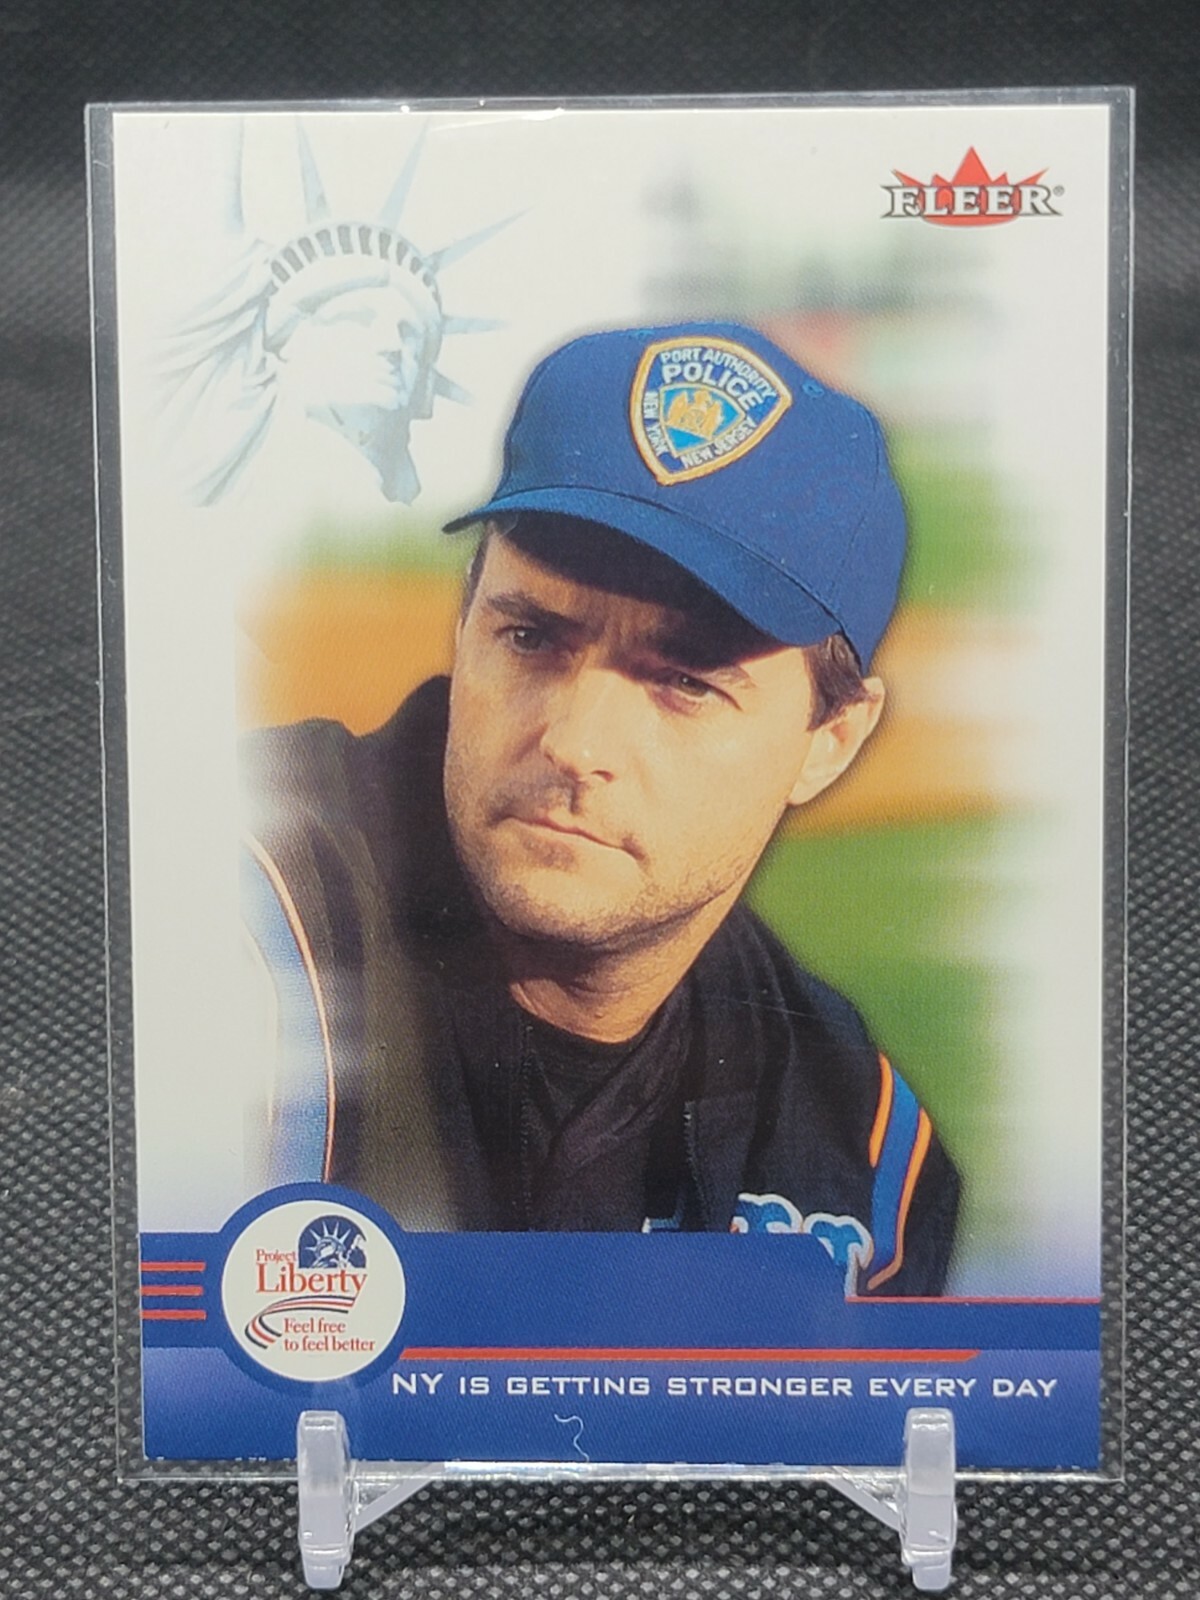 FLEER®
PORT AUTHORITY
POLICE
NEW YORK
NEW JERSEY
Project
Liberty
Feel free
to feel better
NY IS GETTING STRONGER EVERY DAY